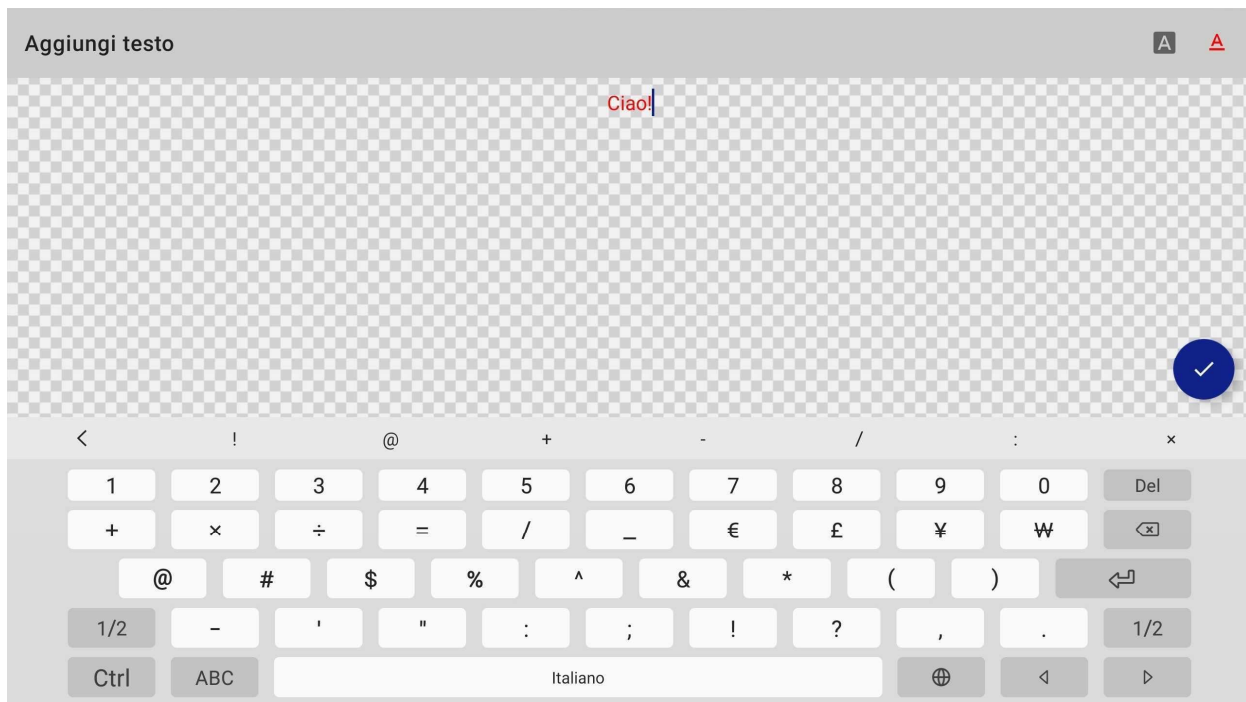 Aggiungi testo
A A
Ciao!
! @ + - / : ×
1 2 3 4 5 6 7 8 9 0 Del
+ × ÷ = / _ € £ ¥ ₩
@ # $ % ^ & * ( )
1/2 - ' " : ; ! ? , . 1/2
Ctrl ABC Italiano